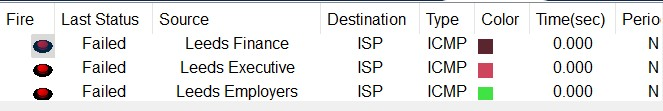 Fire Last Status Source Destination Type Color Time(sec) Perio
Failed Leeds Finance ISP ICMP 0.000 N
Failed Leeds Executive ISP ICMP 0.000 N
Failed Leeds Employers ISP ICMP 0.000 N